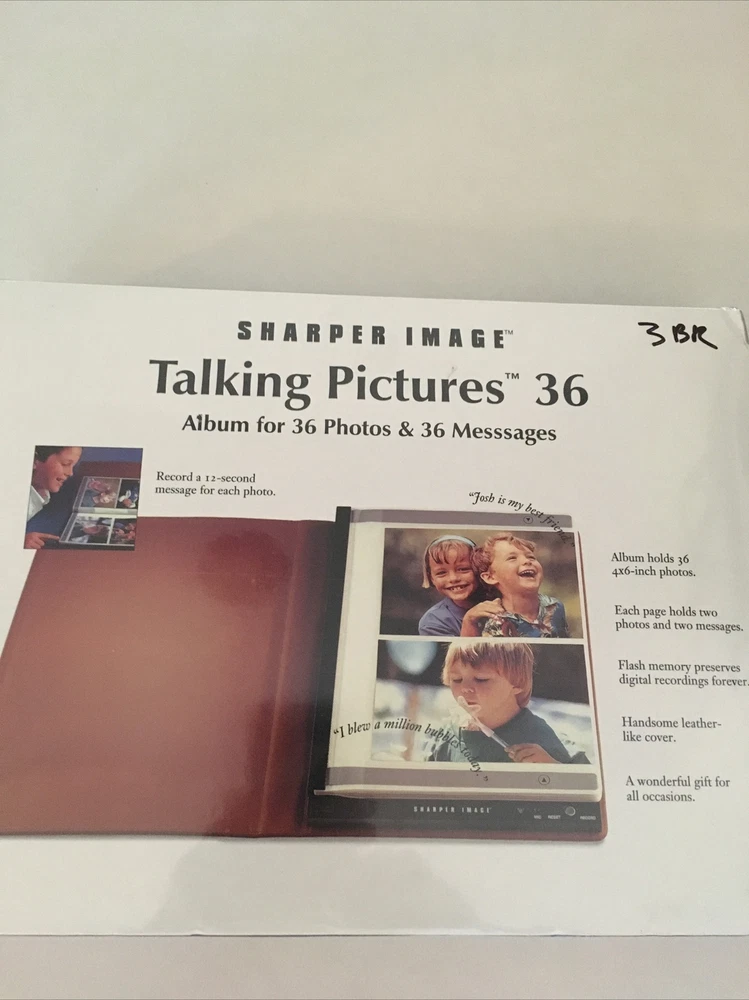 SHARPER IMAGE™
3 BR
Talking Pictures™ 36
Album for 36 Photos & 36 Messsages
Record a 12-second
message for each photo.
"Josh is my best friend."
Album holds 36
4x6-inch photos.
Each page holds two
photos and two messages.
Flash memory preserves
digital recordings forever.
Handsome leather-
like cover.
"I blew a million bubbles today."
A wonderful gift for
all occasions.
SHARPER IMAGE